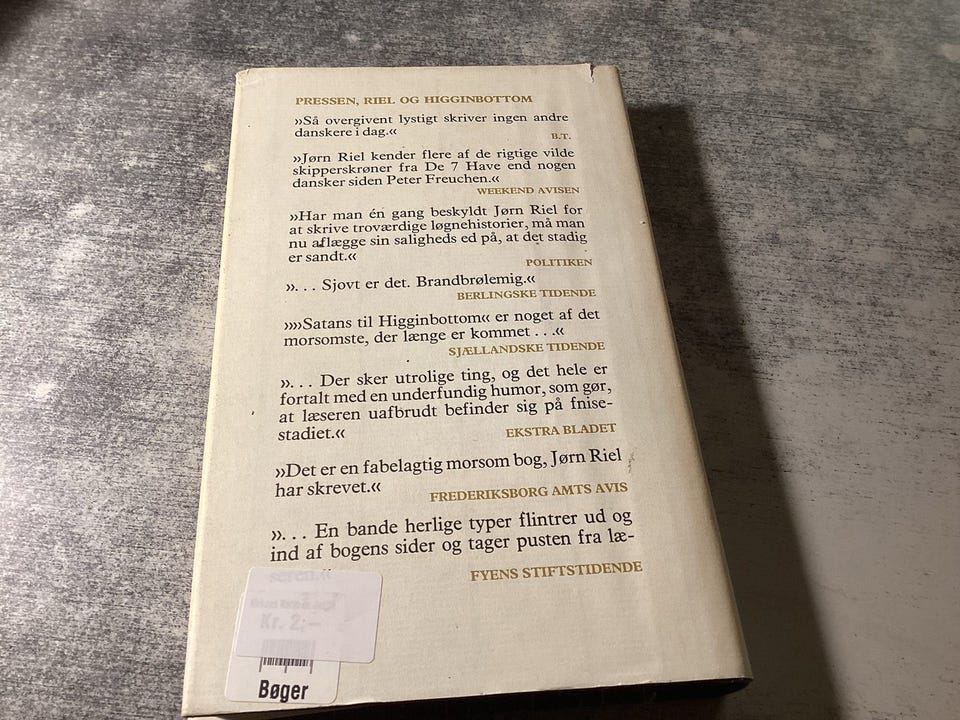 PRESSEN, RIEL OG HIGGINBOTTOM
»Så overgivent lystigt skriver ingen andre
danskere i dag.«
B.T.
»Jørn Riel kender flere af de rigtige vilde
skipperskrøner fra De 7 Have end nogen
dansker siden Peter Freuchen.«
WEEKEND AVISEN
»Har man én gang beskyldt Jørn Riel for
at skrive troværdige løgnehistorier, må man
nu aflægge sin saligheds ed på, at det stadig
er sandt.«
POLITIKEN
». . . Sjovt er det. Brandbrølemig.«
BERLINGSKE TIDENDE
»»Satans til Higginbottom« er noget af det
morsomste, der længe er kommet . . .«
SJÆLLANDSKE TIDENDE
». . . Der sker utrolige ting, og det hele er
fortalt med en underfundig humor, som gør,
at læseren uafbrudt befinder sig på fnise-
stadiet.«
EKSTRA BLADET
»Det er en fabelagtig morsom bog, Jørn Riel
har skrevet.«
FREDERIKSBORG AMTS AVIS
». . . En bande herlige typer flintrer ud og
ind af bogens sider og tager pusten fra læ-
seren.«
FYENS STIFTSTIDENDE
Kr. 2;-
Bøger